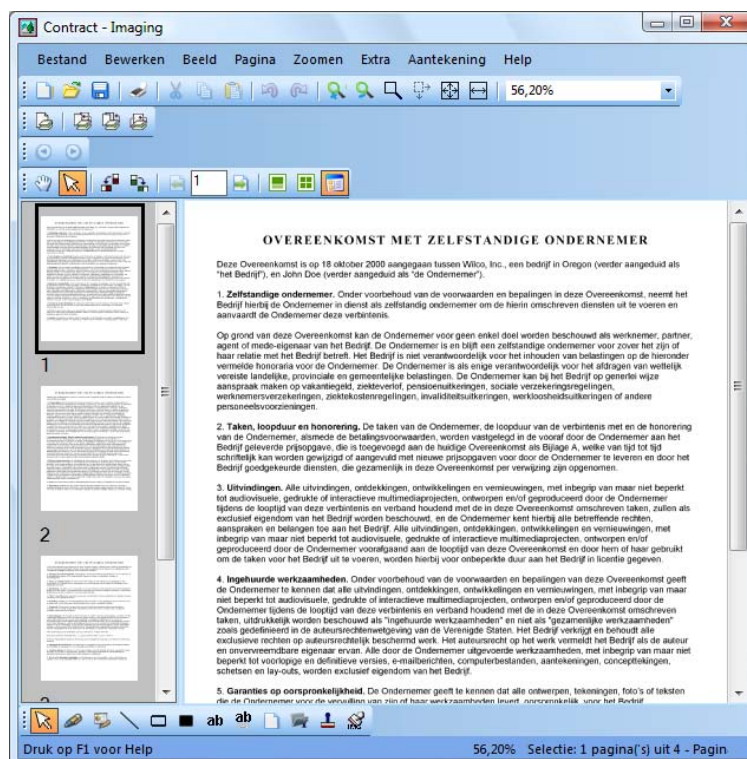 Contract - Imaging
Bestand Bewerken Beeld Pagina Zoomen Extra Aantekening Help
56,20%
1
OVEREENKOMST MET ZELFSTANDIGE ONDERNEMER
Deze Overeenkomst is op 18 oktober 2000 aangegaan tussen Wilco, Inc., een bedrijf in Oregon (verder aangeduid als
"het Bedrijf"), en John Doe (verder aangeduid als "de Ondernemer").
1. Zelfstandige ondernemer. Onder voorbehoud van de voorwaarden en bepalingen in deze Overeenkomst, neemt het
Bedrijf hierbij de Ondernemer in dienst als zelfstandig ondernemer om de hierin omschreven diensten uit te voeren en
aanvaardt de Ondernemer deze verbintenis.
Op grond van deze Overeenkomst kan de Ondernemer voor geen enkel doel worden beschouwd als werknemer, partner,
agent of mede-eigenaar van het Bedrijf. De Ondernemer is en blijft een zelfstandige ondernemer voor zover het zijn of
haar relatie met het Bedrijf betreft. Het Bedrijf is niet verantwoordelijk voor het inhouden van belastingen op de hieronder
vermelde honoraria voor de Ondernemer. De Ondernemer is als enige verantwoordelijk voor het afdragen van wettelijk
vereiste landelijke, provinciale en gemeentelijke belastingen. De Ondernemer kan bij het Bedrijf op generlei wijze
aanspraak maken op vakantiegeld, ziekteverlof, pensioenuitkeringen, sociale verzekeringsregelingen,
werknemersverzekeringen, ziektekostenregelingen, invaliditeitsuitkeringen, werkloosheidsuitkeringen of andere
personeelsvoorzieningen.
2. Taken, loopduur en honorering. De taken van de Ondernemer, de loopduur van de verbintenis met en de honorering
van de Ondernemer, alsmede de betalingsvoorwaarden, worden vastgelegd in de vooraf door de Ondernemer aan het
Bedrijf geleverde prijsopgave, die is toegevoegd aan de huidige Overeenkomst als Bijlage A, welke van tijd tot tijd
schriftelijk kan worden gewijzigd of aangevuld met nieuwe prijsopgaven voor door de Ondernemer te leveren en door het
Bedrijf goedgekeurde diensten, die gezamenlijk in deze Overeenkomst per verwijzing zijn opgenomen.
3. Uitvindingen. Alle uitvindingen, ontdekkingen, ontwikkelingen en vernieuwingen, met inbegrip van maar niet beperkt
tot audiovisuele, gedrukte of interactieve multimediaprojecten, ontworpen en/of geproduceerd door de Ondernemer
tijdens de looptijd van deze verbintenis en verband houdend met de in deze Overeenkomst omschreven taken, zullen als
exclusief eigendom van het Bedrijf worden beschouwd, en de Ondernemer kent hierbij alle betreffende rechten,
aanspraken en belangen toe aan het Bedrijf. Alle uitvindingen, ontdekkingen, ontwikkelingen en vernieuwingen, met
inbegrip van maar niet beperkt tot audiovisuele, gedrukte of interactieve multimediaprojecten, ontworpen en/of
geproduceerd door de Ondernemer voorafgaand aan de looptijd van deze Overeenkomst en door hem of haar gebruikt
om de taken voor het Bedrijf uit te voeren, worden hierbij voor onbeperkte duur aan het Bedrijf in licentie gegeven.
4. Ingehuurde werkzaamheden. Onder voorbehoud van de voorwaarden en bepalingen van deze Overeenkomst geeft
de Ondernemer te kennen dat alle uitvindingen, ontdekkingen, ontwikkelingen en vernieuwingen, met inbegrip van maar
niet beperkt tot audiovisuele, gedrukte of interactieve multimediaprojecten, ontworpen en/of geproduceerd door de
Ondernemer tijdens de looptijd van deze verbintenis en verband houdend met de in deze Overeenkomst omschreven
taken, uitdrukkelijk worden beschouwd als "ingehuurde werkzaamheden" en niet als "gezamenlijke werkzaamheden"
zoals gedefinieerd in de auteursrechtenwetgeving van de Verenigde Staten. Het Bedrijf verkrijgt en behoudt alle
exclusieve rechten op auteursrechtelijk beschermd werk. Het auteursrecht op het werk vermeldt het Bedrijf als de auteur
en onvervreemdbare eigenaar ervan. Alle door de Ondernemer uitgevoerde werkzaamheden, met inbegrip van maar niet
beperkt tot voorlopige en definitieve versies, e-mailberichten, computerbestanden, aantekeningen, concepttekingen,
schetsen en lay-outs, worden exclusief eigendom van het Bedrijf.
5. Garanties op oorspronkelijkheid. De Ondernemer geeft te kennen dat alle ontwerpen, tekeningen, foto's of teksten
die de Ondernemer voor de vervulling van zijn of haar werkzaamheden levert, oorspronkelijk, voor het Bedrijf
1
2
ab ab
Druk op F1 voor Help
56,20% Selectie: 1 pagina('s) uit 4 - Pagin